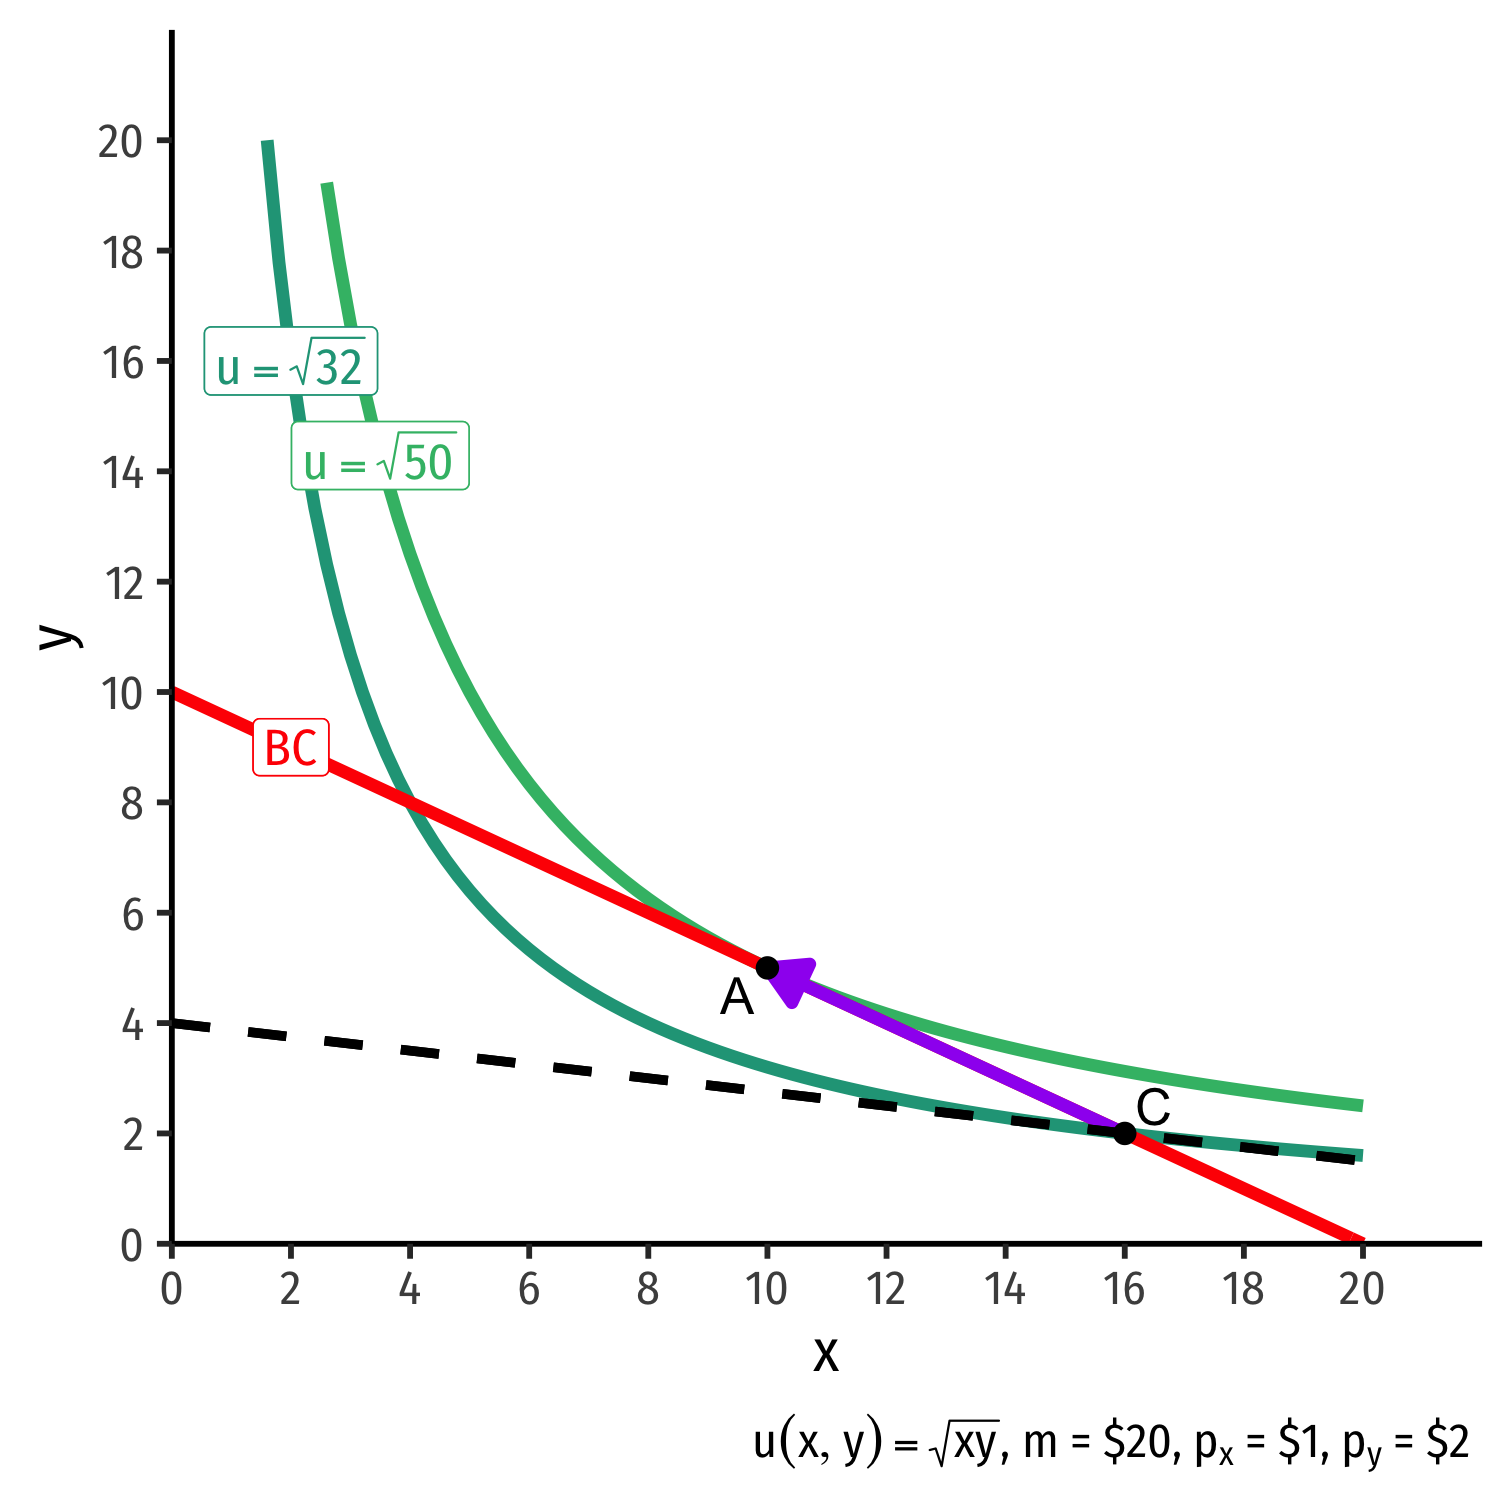 20
18
u = √32
16
u = √50
14
12
y
10
BC
8
6
A
4
C
2
0
0 2 4 6 8 10 12 14 16 18 20
x
u(x, y) = √xy, m = $20, pₓ = $1, pᵧ = $2